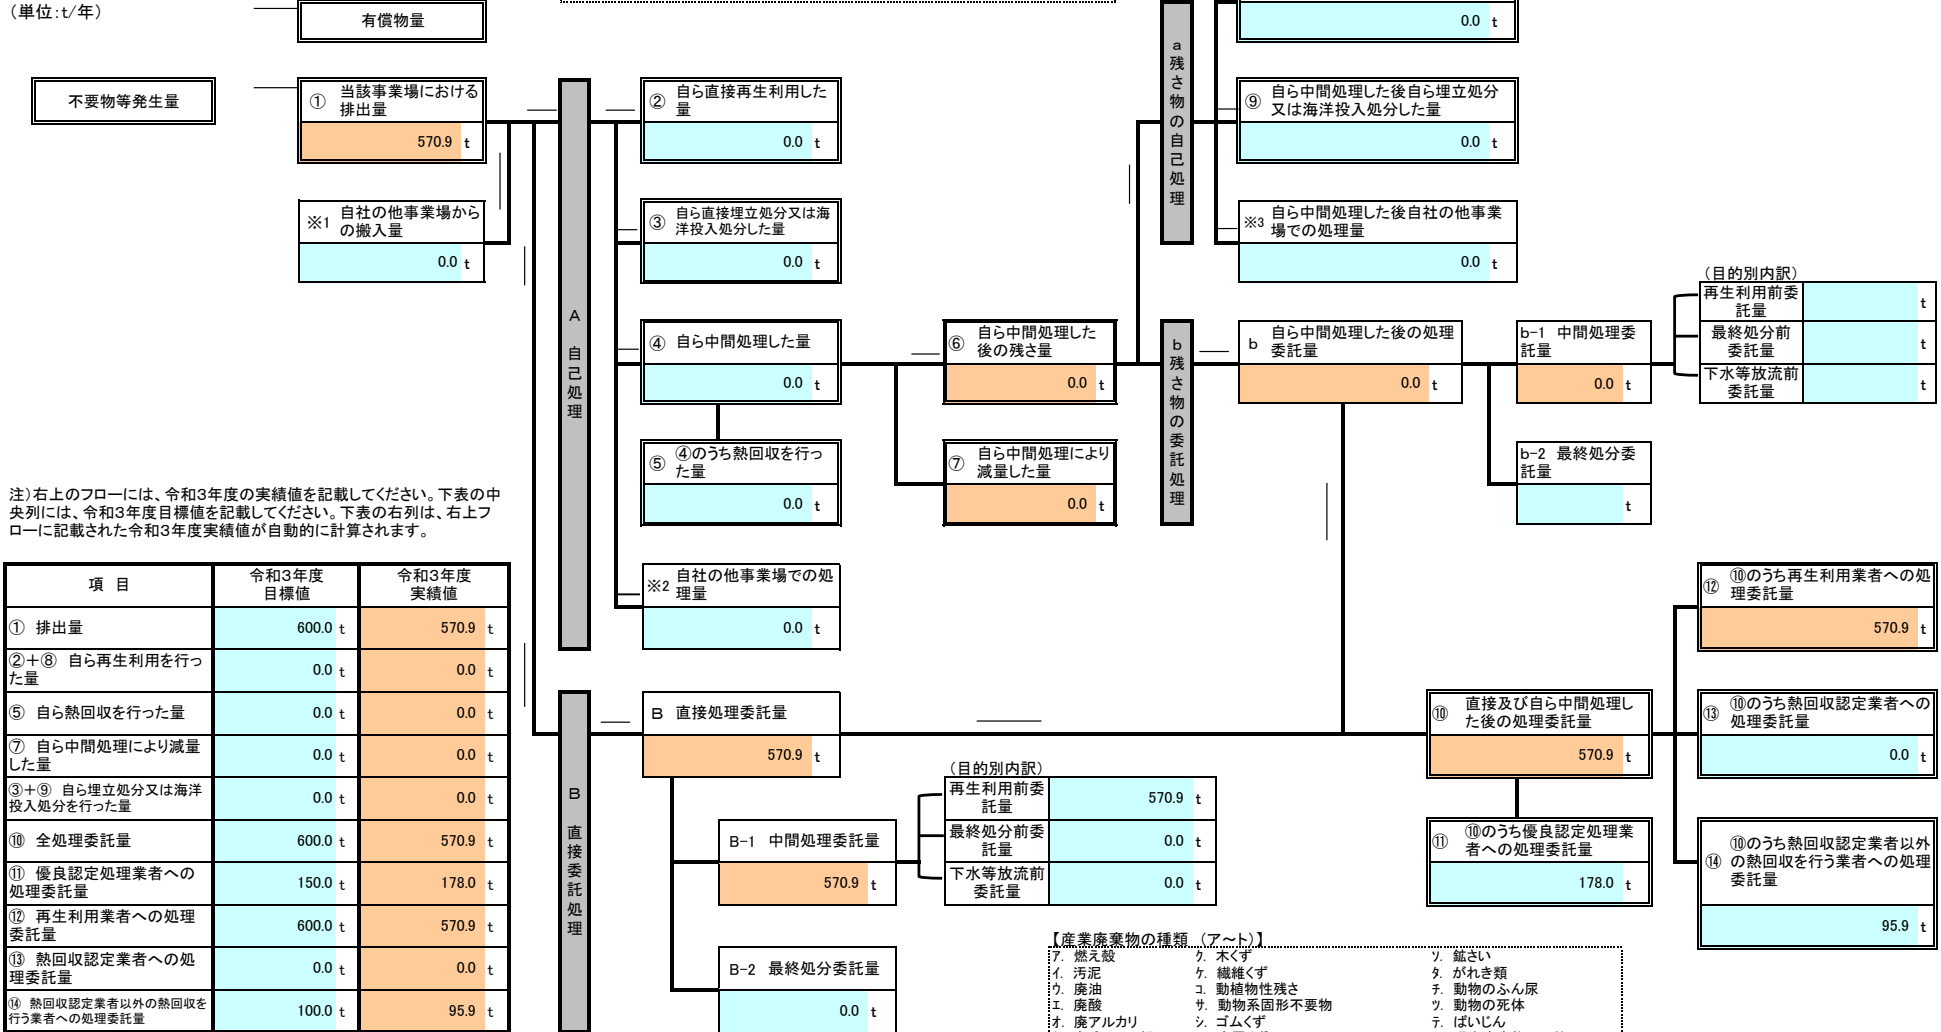 （単位：t/年）
有償物量
0.0 t
不要物等発生量
① 当該事業場における
排出量
570.9 t
※1 自社の他事業場から
の搬入量
0.0 t
A
自己処理
② 自ら直接再生利用した
量
0.0 t
③ 自ら直接埋立処分又は海
洋投入処分した量
0.0 t
④ 自ら中間処理した量
0.0 t
⑤ ④のうち熱回収を行っ
た量
0.0 t
※2 自社の他事業場での処
理量
0.0 t
⑥ 自ら中間処理した
後の残さ量
0.0 t
⑦ 自ら中間処理により
減量した量
0.0 t
a残さ物の自己処理
⑨ 自ら中間処理した後自ら埋立処分
又は海洋投入処分した量
0.0 t
※3 自ら中間処理した後自社の他事業
場での処理量
0.0 t
b残さ物の委託処理
b 自ら中間処理した後の処理
委託量
0.0 t
b-1 中間処理委
託量
0.0 t
b-2 最終処分委
託量
t
（目的別内訳）
再生利用前委
託量
t
最終処分前
委託量
t
下水等放流前
委託量
t
注）右上のフローには、令和3年度の実績値を記載してください。下表の中
央列には、令和3年度目標値を記載してください。下表の右列は、右上フ
ローに記載された令和3年度実績値が自動的に計算されます。
項 目
令和3年度
目標値
令和3年度
実績値
① 排出量
600.0 t
570.9 t
②＋⑧ 自ら再生利用を行っ
た量
0.0 t
0.0 t
⑤ 自ら熱回収を行った量
0.0 t
0.0 t
⑦ 自ら中間処理により減量
した量
0.0 t
0.0 t
③＋⑨ 自ら埋立処分又は海洋
投入処分を行った量
0.0 t
0.0 t
⑩ 全処理委託量
600.0 t
570.9 t
⑪ 優良認定処理業者への
処理委託量
150.0 t
178.0 t
⑫ 再生利用業者への処理
委託量
600.0 t
570.9 t
⑬ 熱回収認定業者への処
理委託量
0.0 t
0.0 t
⑭ 熱回収認定業者以外の熱回収を
行う業者への処理委託量
100.0 t
95.9 t
B
直接委託処理
B 直接処理委託量
570.9 t
B-1 中間処理委託量
570.9 t
B-2 最終処分委託量
0.0 t
（目的別内訳）
再生利用前委
託量
570.9 t
最終処分前委
託量
0.0 t
下水等放流前
委託量
0.0 t
⑩ 直接及び自ら中間処理し
た後の処理委託量
570.9 t
⑪ ⑩のうち優良認定処理業
者への処理委託量
178.0 t
⑫ ⑩のうち再生利用業者への処
理委託量
570.9 t
⑬ ⑩のうち熱回収認定業者への
処理委託量
0.0 t
⑭ ⑩のうち熱回収認定業者以外
の熱回収を行う業者への処理
委託量
95.9 t
【産業廃棄物の種類 （ア～ト）】
ア. 燃え殻
イ. 汚泥
ウ. 廃油
エ. 廃酸
オ. 廃アルカリ
ク. 木くず
ケ. 繊維くず
コ. 動植物性残さ
サ. 動物系固形不要物
シ. ゴムくず
ソ. 鉱さい
タ. がれき類
チ. 動物のふん尿
ツ. 動物の死体
テ. ばいじん